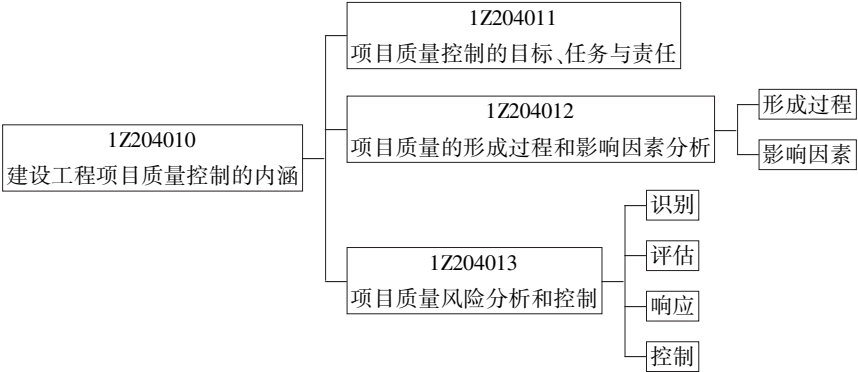 1Z204010
建设工程项目质量控制的内涵
1Z204011
项目质量控制的目标、任务与责任
1Z204012
项目质量的形成过程和影响因素分析
形成过程
影响因素
1Z204013
项目质量风险分析和控制
识别
评估
响应
控制